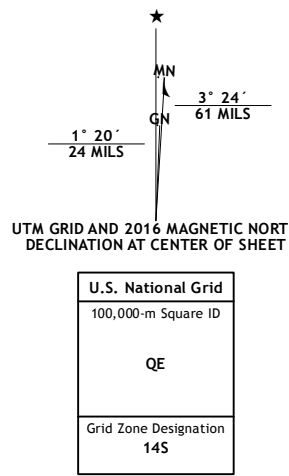 MN
3° 24´
61 MILS
GN
1° 20´
24 MILS
UTM GRID AND 2016 MAGNETIC NORT
DECLINATION AT CENTER OF SHEET
U.S. National Grid
100,000-m Square ID
QE
Grid Zone Designation
14S